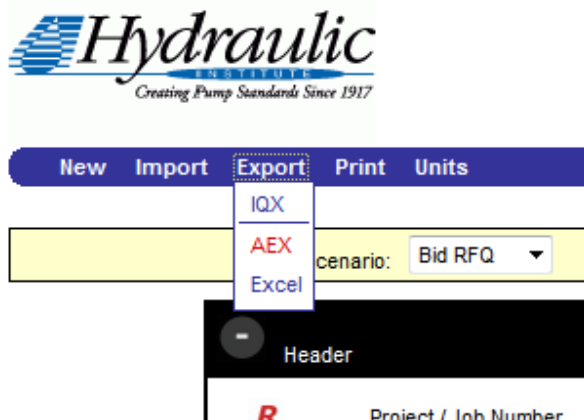 Hydraulic
INSTITUTE
Creating Pump Standards Since 1917
New Import Export Print Units
IQX
AEX
Excel
cenario: Bid RFQ
-
Header
R Project / Job Number